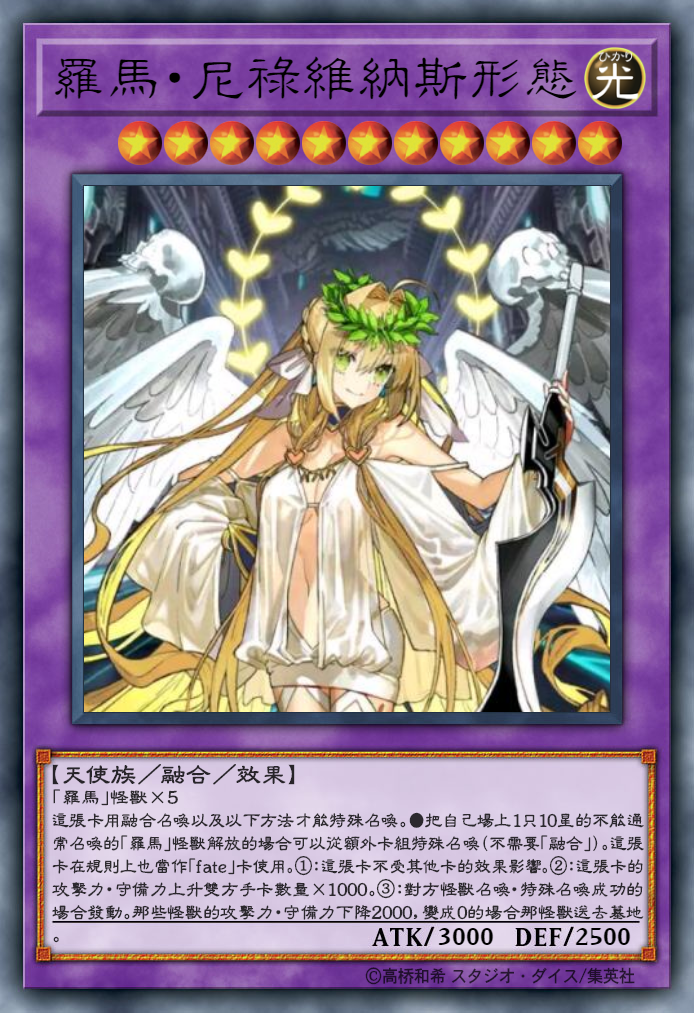 羅馬・尼祿維納斯形態
ひかり
光
【天使族／融合／效果】
「羅馬」怪獸×5
這張卡用融合召喚以及以下方法才能特殊召喚。●把自己場上1只10星的不能通
常召喚的「羅馬」怪獸解放的場合可以從額外卡組特殊召喚(不需要「融合」)。這張
卡在規則上也當作「fate」卡使用。①:這張卡不受其他卡的效果影響。②:這張卡的
攻擊力・守備力上升雙方手卡數量×1000。③:對方怪獸召喚・特殊召喚成功的
場合發動。那些怪獸的攻擊力・守備力下降2000,變成0的場合那怪獸送去墓地
。
ATK/3000 DEF/2500
©高桥和希 スタジオ・ダイス/集英社